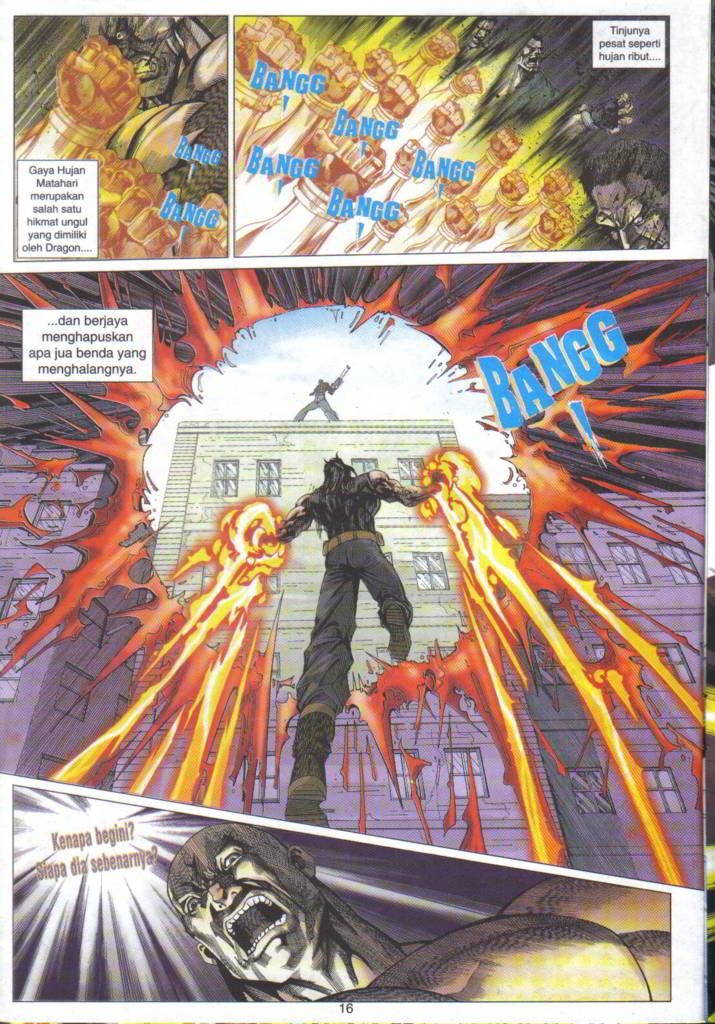 Gaya Hujan
Matahari
merupakan
salah satu
hikmat ungul
yang dimiliki
oleh Dragon....
BANGG
BANGG
!
Tinjunya
pesat seperti
hujan ribut....
BANGG
!
BANGG
!
BANGG
!
BANGG
!
BANGG
!
...dan berjaya
menghapuskan
apa jua benda yang
menghalangnya.
BANGG
!
Kenapa begini?
Siapa dia sebenarnya?
16